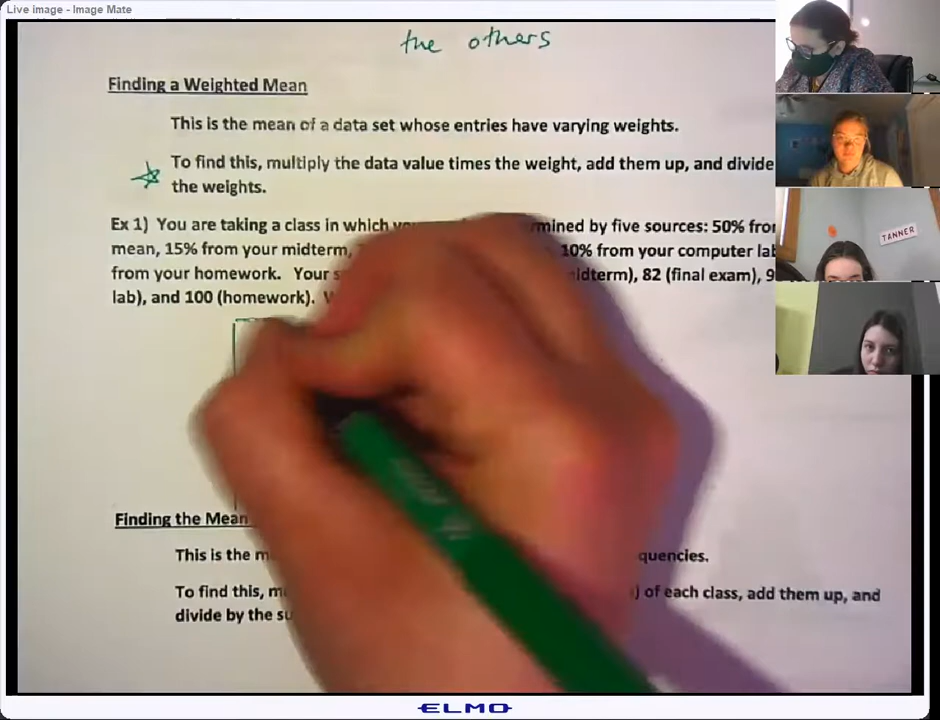 Live image - Image Mate
the others
Finding a Weighted Mean
This is the mean of a data set whose entries have varying weights.
To find this, multiply the data value times the weight, add them up, and divide
the weights.
Ex 1) You are taking a class in which mined by five sources: 50% from
mean, 15% from your midterm, 10% from your computer lab
from your homework. Your midterm), 82 (final exam), 9
lab), and 100 (homework).
TANNER
Finding the Mean
This is the m quencies.
To find this, m ) of each class, add them up, and
divide by the su
ELMO